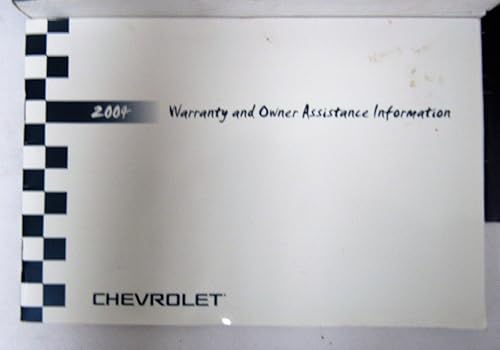 2004 Warranty and Owner Assistance Information
CHEVROLET